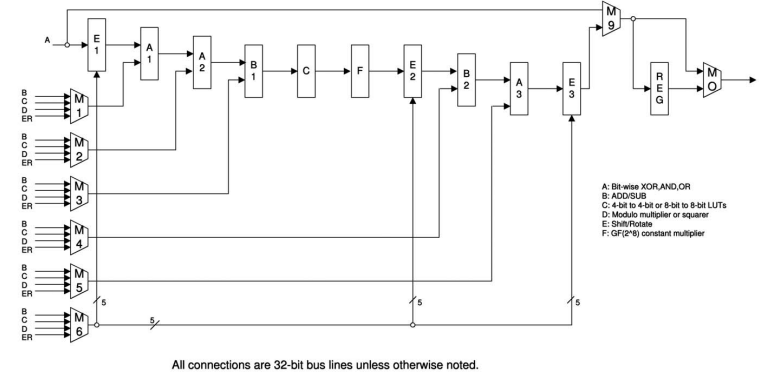 M
9
A
E
1
A
1
A
2
B
1
C
F
E
2
B
2
A
3
E
3
R
E
G
M
O
B
C
D
ER
M
1
B
C
D
ER
M
2
B
C
D
ER
M
3
B
C
D
ER
M
4
B
C
D
ER
M
5
B
C
D
ER
M
6
5
5
5
5
A: Bit-wise XOR,AND,OR
B: ADD/SUB
C: 4-bit to 4-bit or 8-bit to 8-bit LUTs
D: Modulo multiplier or squarer
E: Shift/Rotate
F: GF(2^8) constant multiplier
All connections are 32-bit bus lines unless otherwise noted.